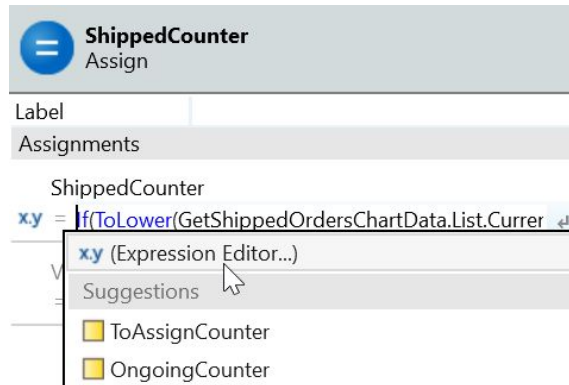 ShippedCounter
Assign
Label
Assignments
ShippedCounter
x.y = If(ToLower(GetShippedOrdersChartData.List.Currer
x.y (Expression Editor...)
Suggestions
ToAssignCounter
OngoingCounter